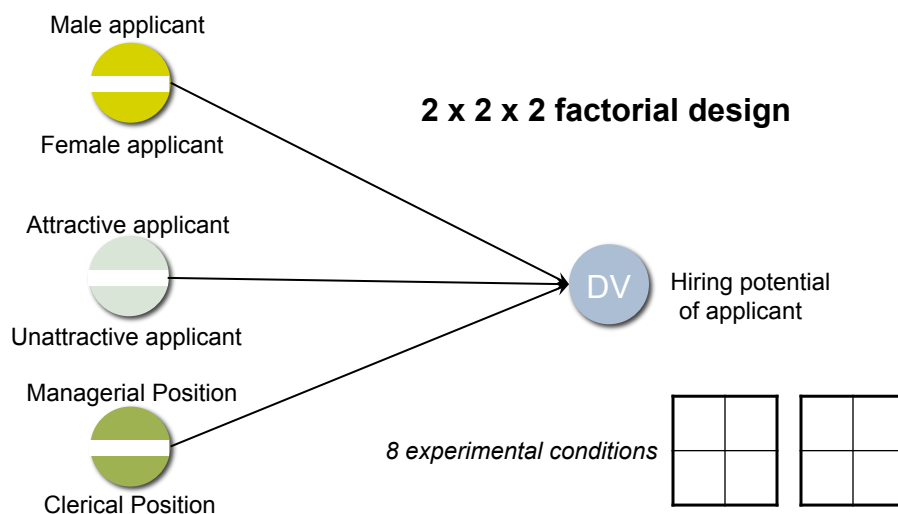 Male applicant
2 x 2 x 2 factorial design
Female applicant
Attractive applicant
DV
Hiring potential
of applicant
Unattractive applicant
Managerial Position
8 experimental conditions
Clerical Position